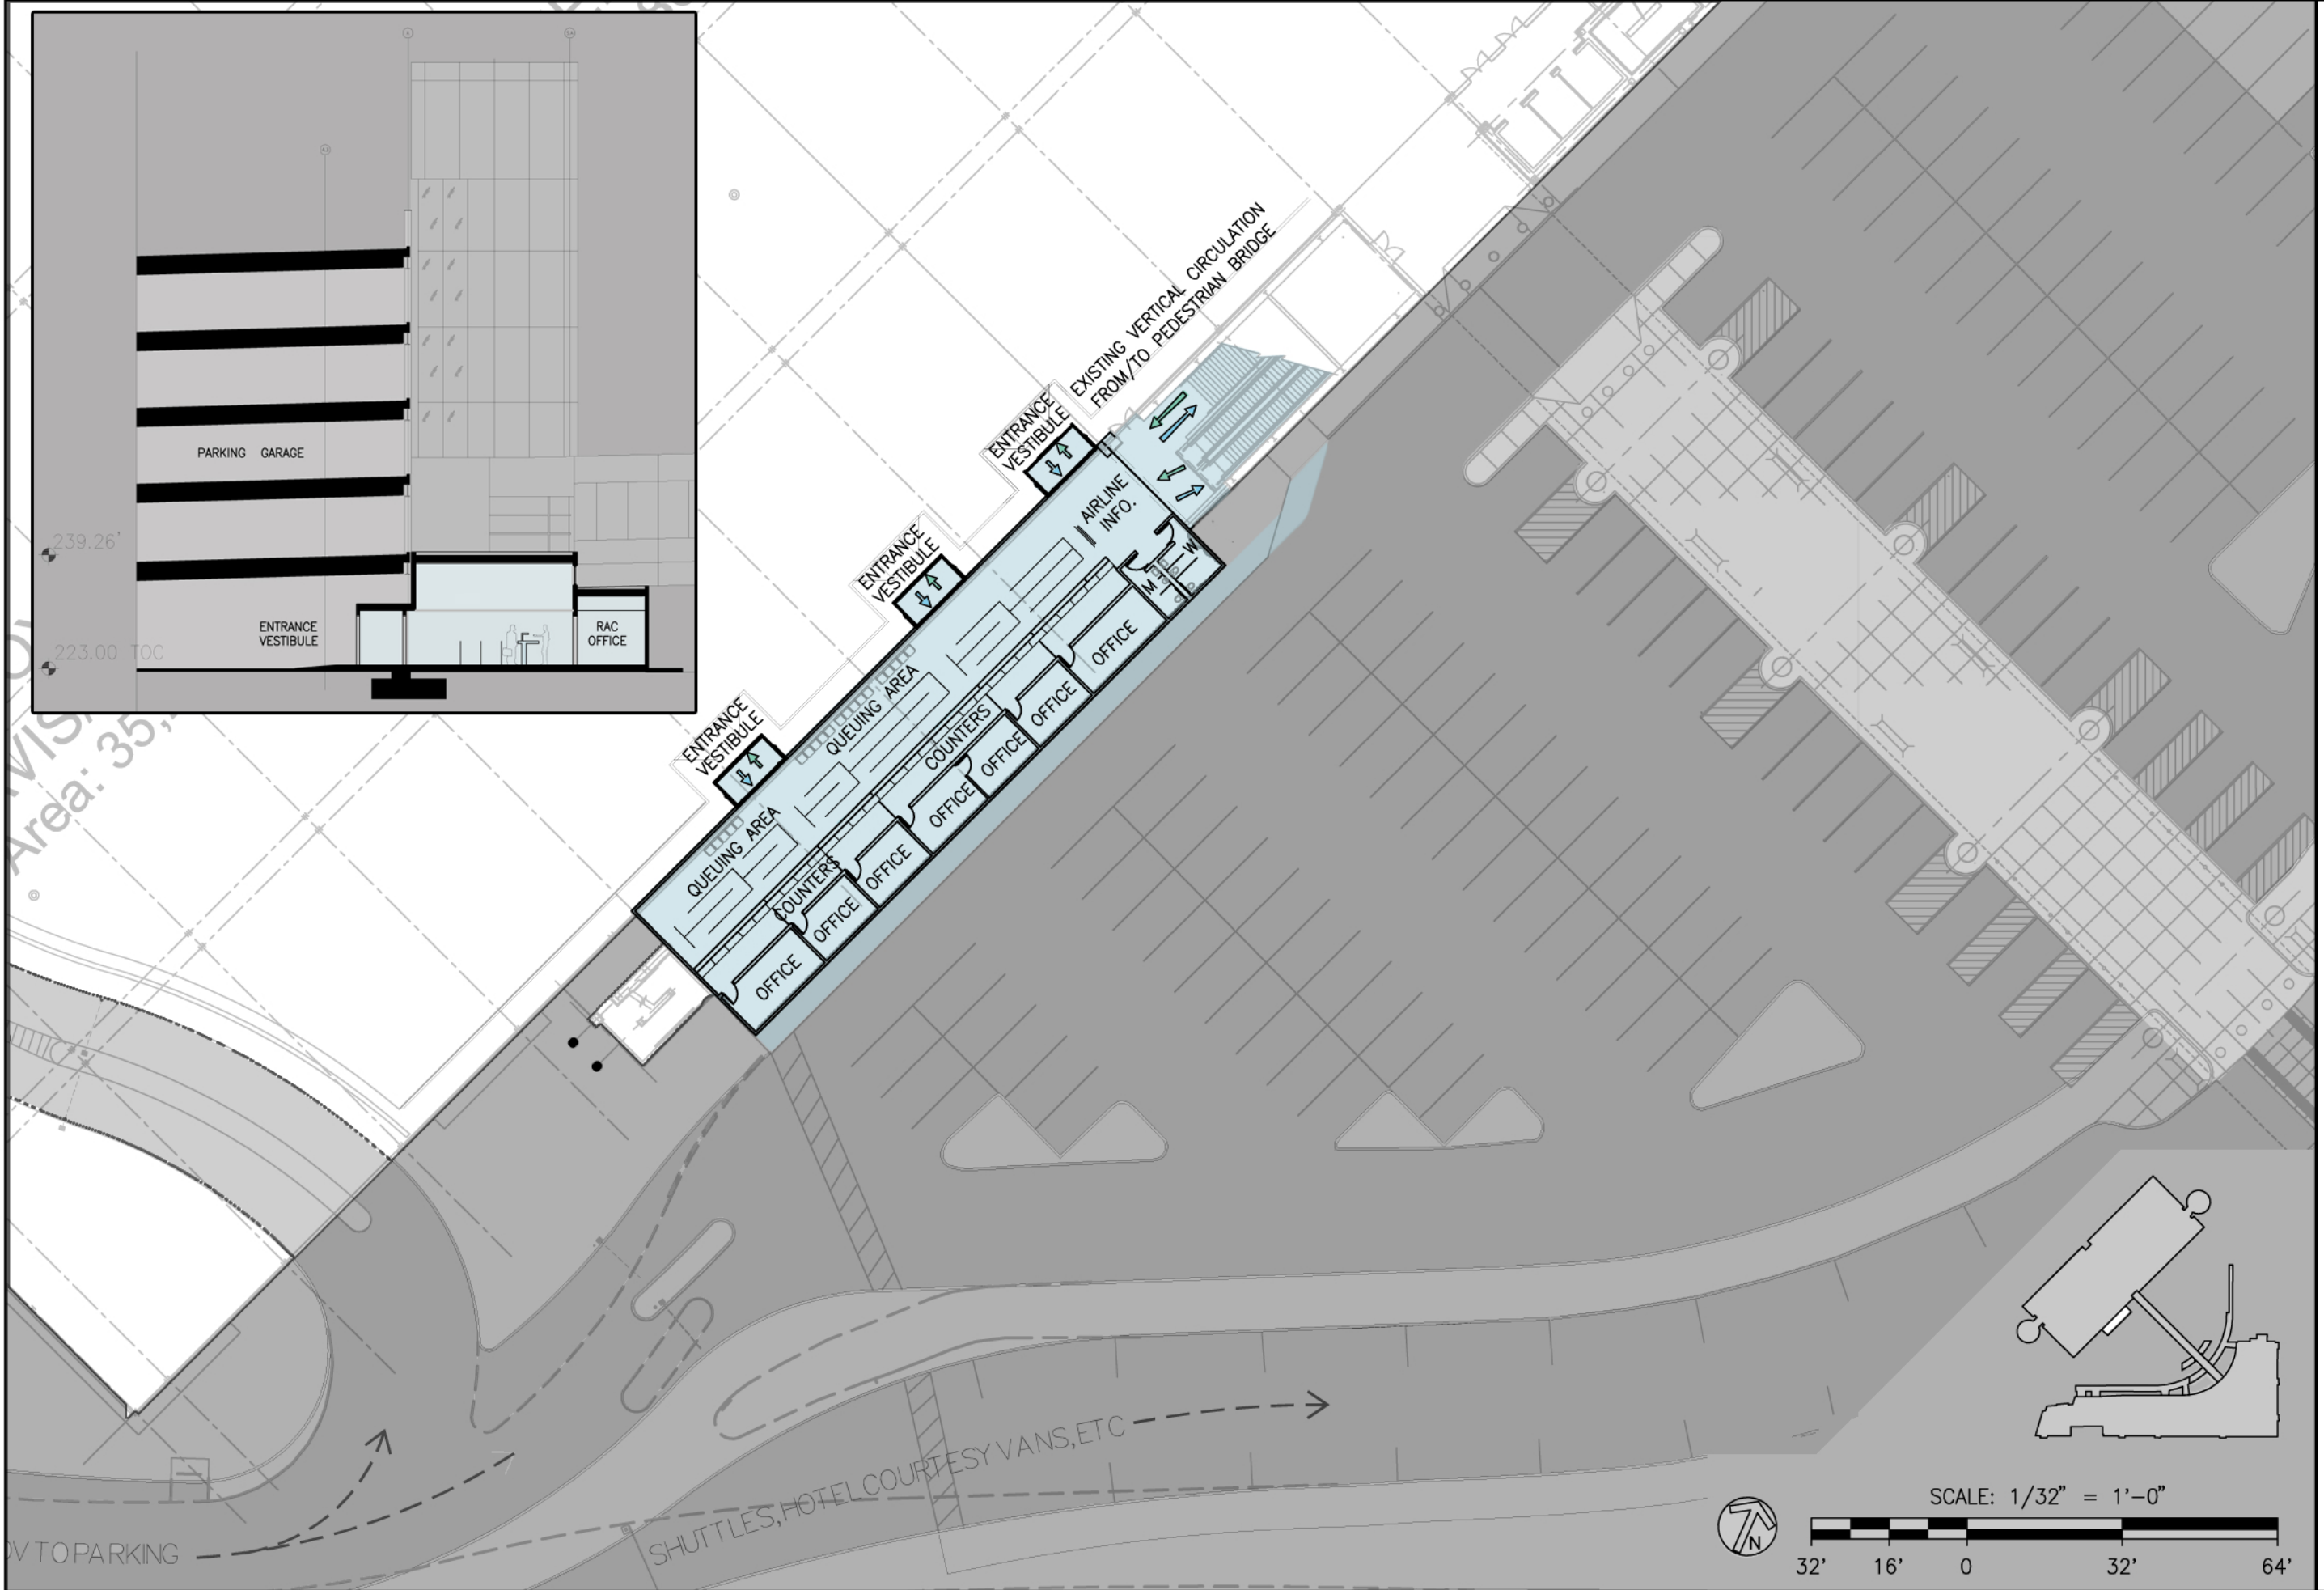 PARKING GARAGE
239.26'
ENTRANCE
VESTIBULE
RAC
OFFICE
223.00 TOC
Area: 35,
EXISTING VERTICAL CIRCULATION
FROM/TO PEDESTRIAN BRIDGE
ENTRANCE
VESTIBULE
ENTRANCE
VESTIBULE
ENTRANCE
VESTIBULE
AIRLINE
INFO.
W
M
QUEUING AREA
COUNTERS
QUEUING AREA
COUNTERS
OFFICE
OFFICE
OFFICE
OFFICE
OFFICE
OFFICE
OFFICE
SHUTTLES,HOTEL COURTESY VANS,ETC
OV TO PARKING
N
SCALE: 1/32" = 1'-0"
32' 16' 0 32' 64'